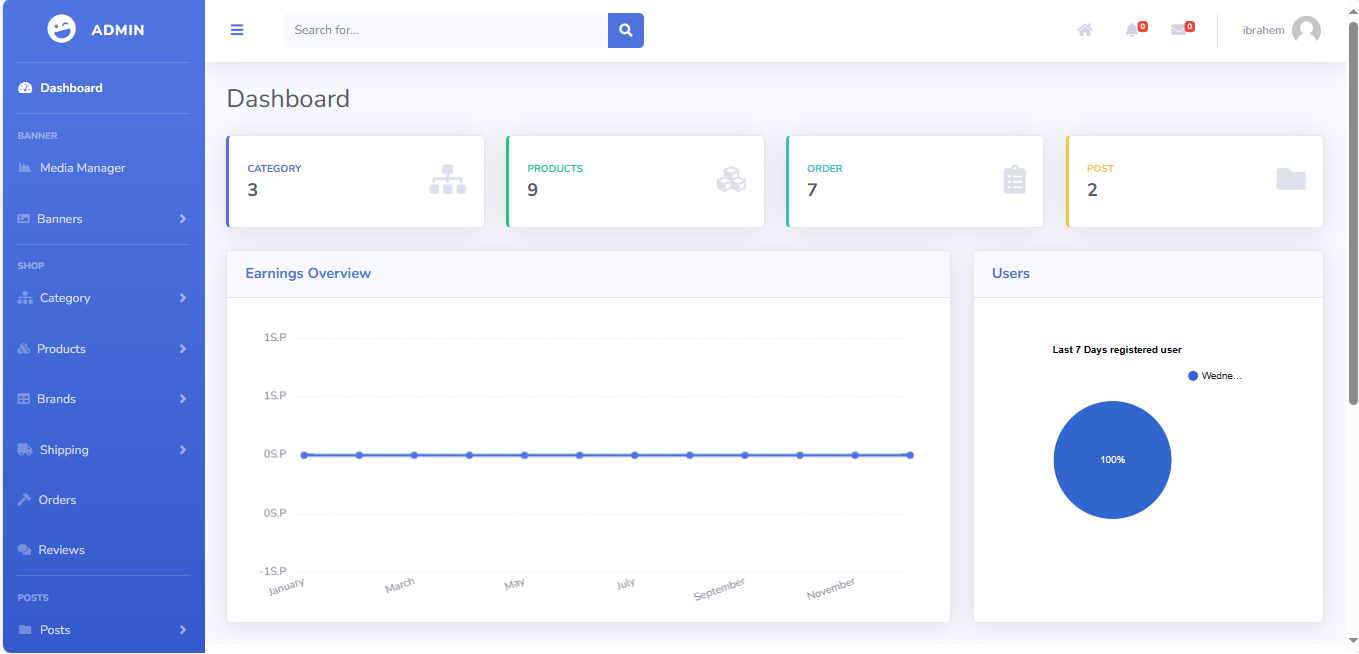 ADMIN
Dashboard
BANNER
Media Manager
Banners
SHOP
Category
Products
Brands
Shipping
Orders
Reviews
POSTS
Posts
Search for...
0
0
ibrahem
Dashboard
CATEGORY
3
PRODUCTS
9
ORDER
7
POST
2
Earnings Overview
1S.P
1S.P
0S.P
0S.P
-1S.P
January
March
May
July
September
November
Users
Last 7 Days registered user
Wedne...
100%